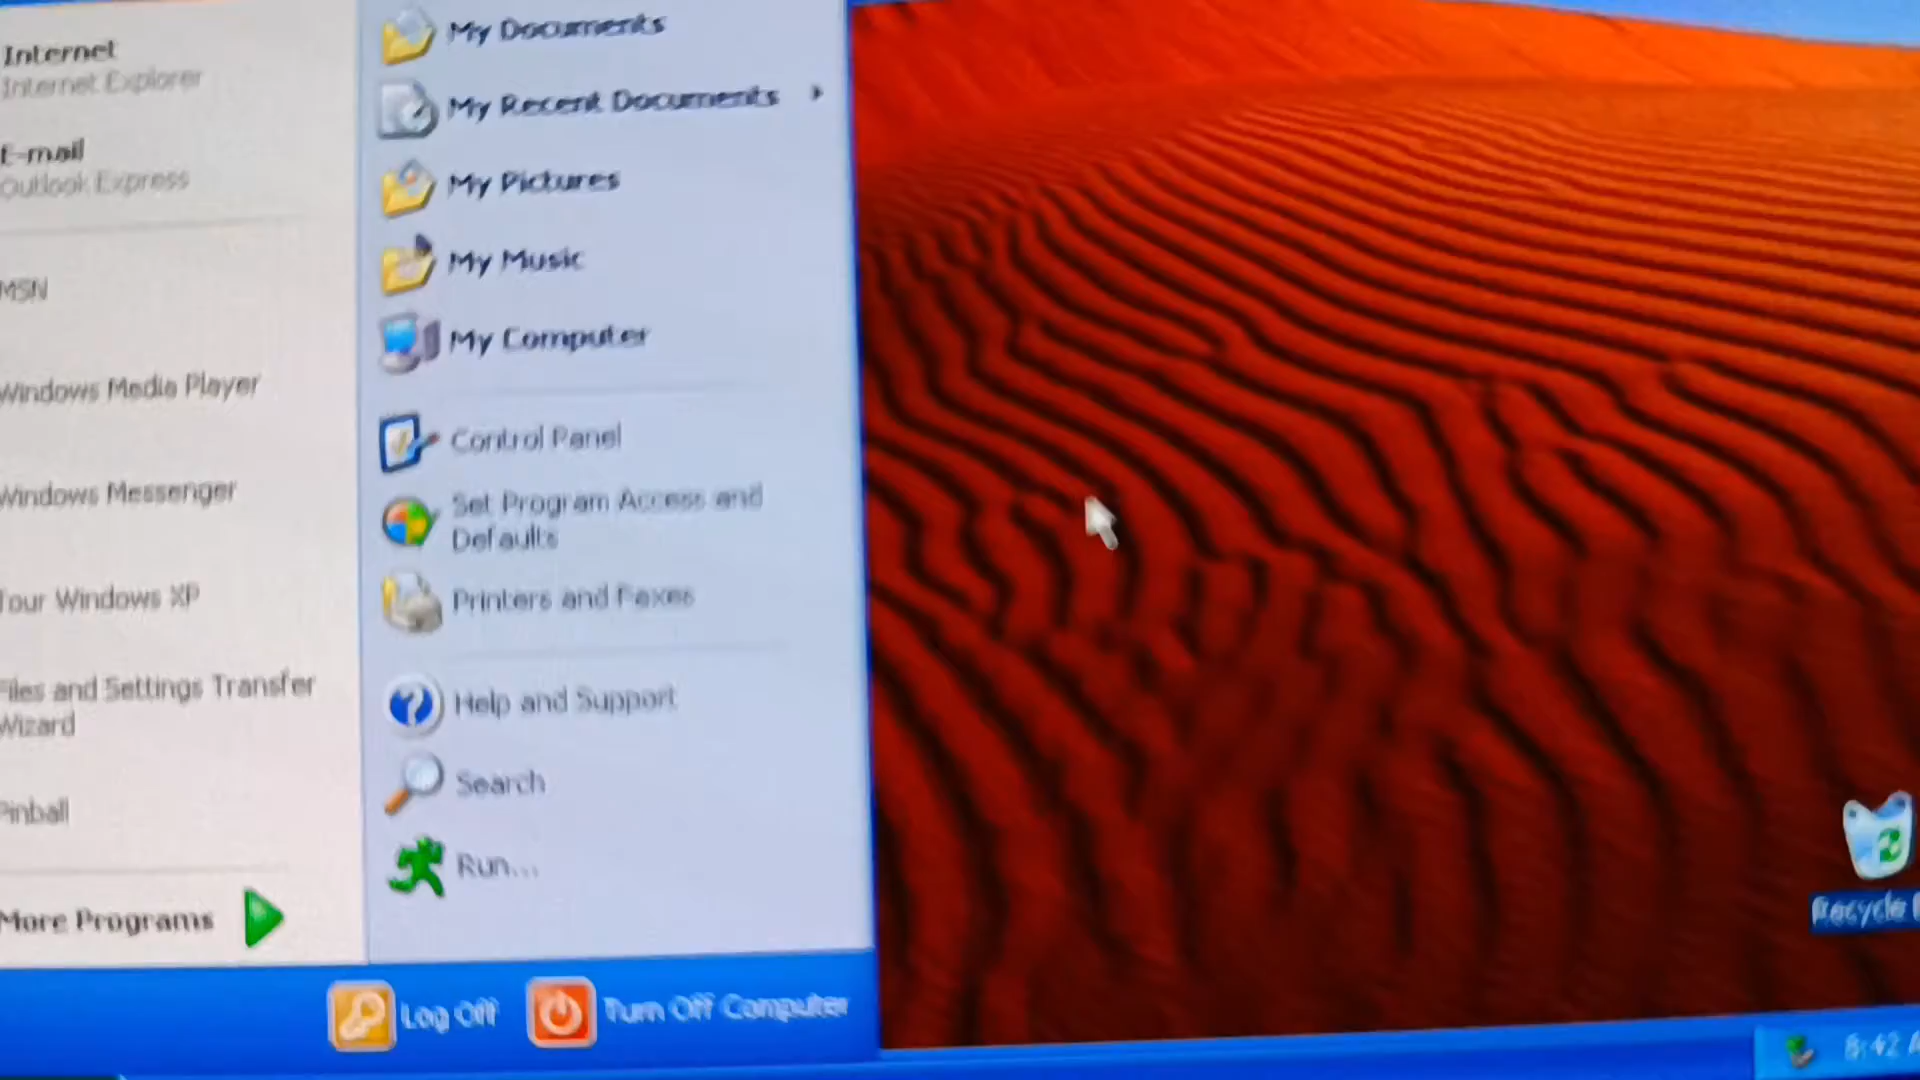 Internet
Internet Explorer
E-mail
Outlook Express
MSN
Windows Media Player
Windows Messenger
Tour Windows XP
Files and Settings Transfer
Wizard
Pinball
More Programs
My Documents
My Recent Documents
My Pictures
My Music
My Computer
Control Panel
Set Program Access and
Defaults
Printers and Faxes
Help and Support
Search
Run...
Log Off
Turn Off Computer
Recycle
8:42